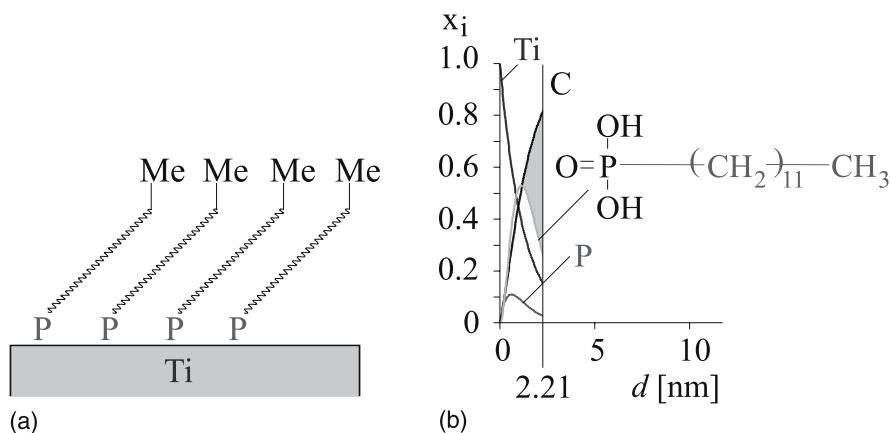 Me Me Me Me
P P P P
Ti
(a)
xi
1.0
0.8
0.6
0.4
0.2
0
Ti
C
OH
O=P—(CH2)11—CH3
OH
P
0 5 10
2.21 d [nm]
(b)